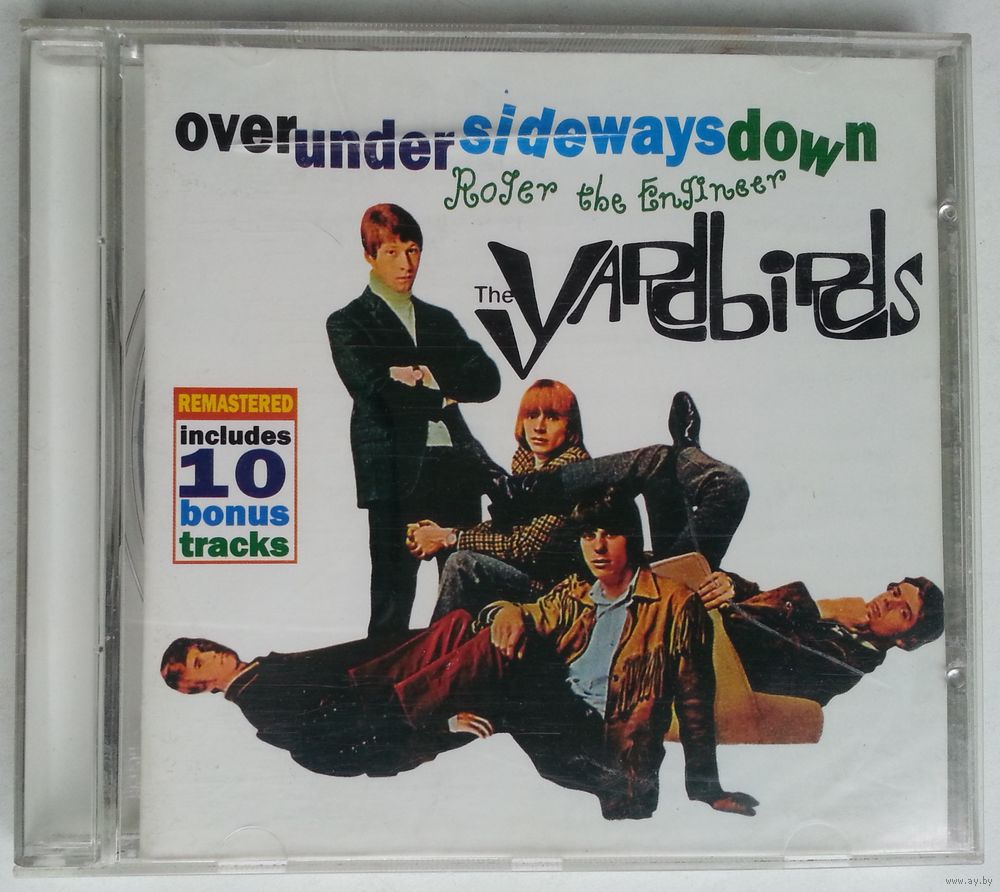 overundersidewaysdown
Roger the Engineer
The Yardbirds
REMASTERED
includes
10
bonus
tracks
www.ay.by